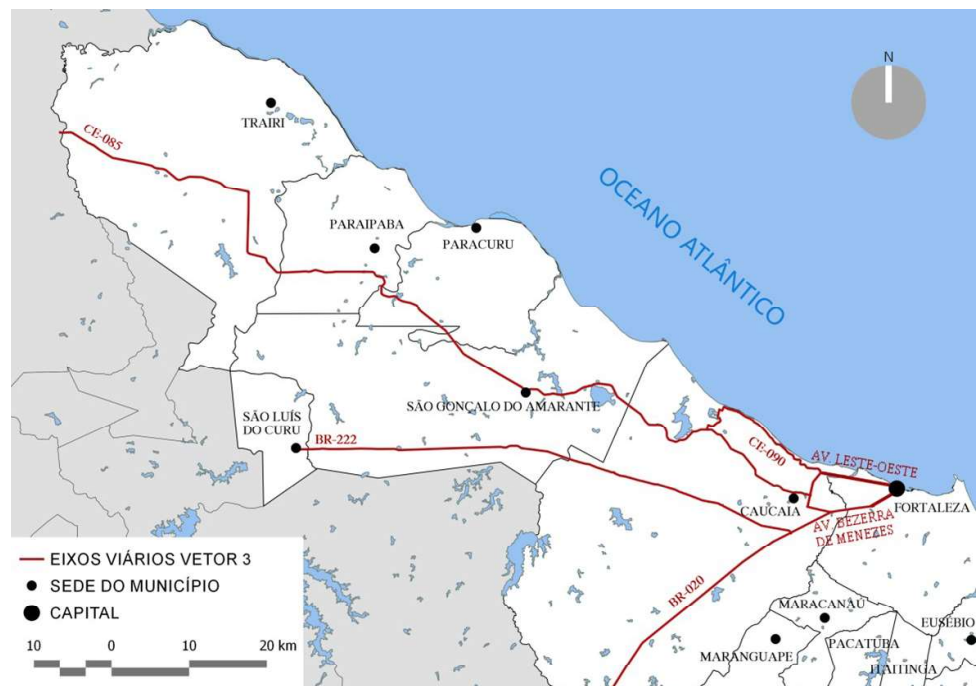 N
TRAIRI
CE-085
OCEANO ATLÂNTICO
PARAIPABA
PARACURU
SÃO GONÇALO DO AMARANTE
SÃO LUÍS
DO CURU
BR-222
CE-090
AV. LESTE-OESTE
CAUCAIA
FORTALEZA
AV. BEZERRA
DE MENEZES
BR-020
MARACANAÚ
EUSÉBIO
MARANGUAPE
PACATUBA
ITAITINGA
EIXOS VIÁRIOS VETOR 3
SEDE DO MUNICÍPIO
CAPITAL
10 0 10 20 km